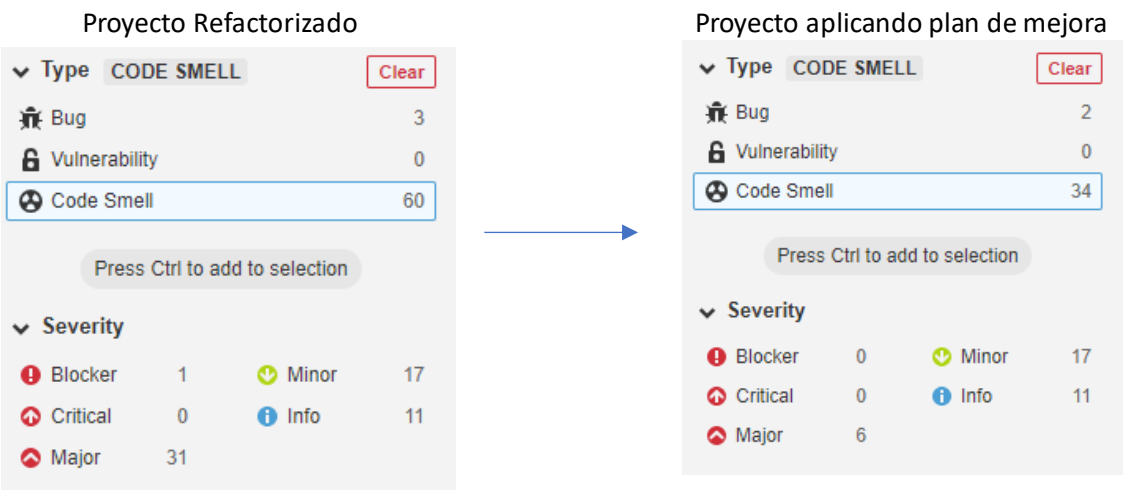 Proyecto Refactorizado
Type CODE SMELL Clear
Bug 3
Vulnerability 0
Code Smell 60
Press Ctrl to add to selection
Severity
Blocker 1 Minor 17
Critical 0 Info 11
Major 31
Proyecto aplicando plan de mejora
Type CODE SMELL Clear
Bug 2
Vulnerability 0
Code Smell 34
Press Ctrl to add to selection
Severity
Blocker 0 Minor 17
Critical 0 Info 11
Major 6